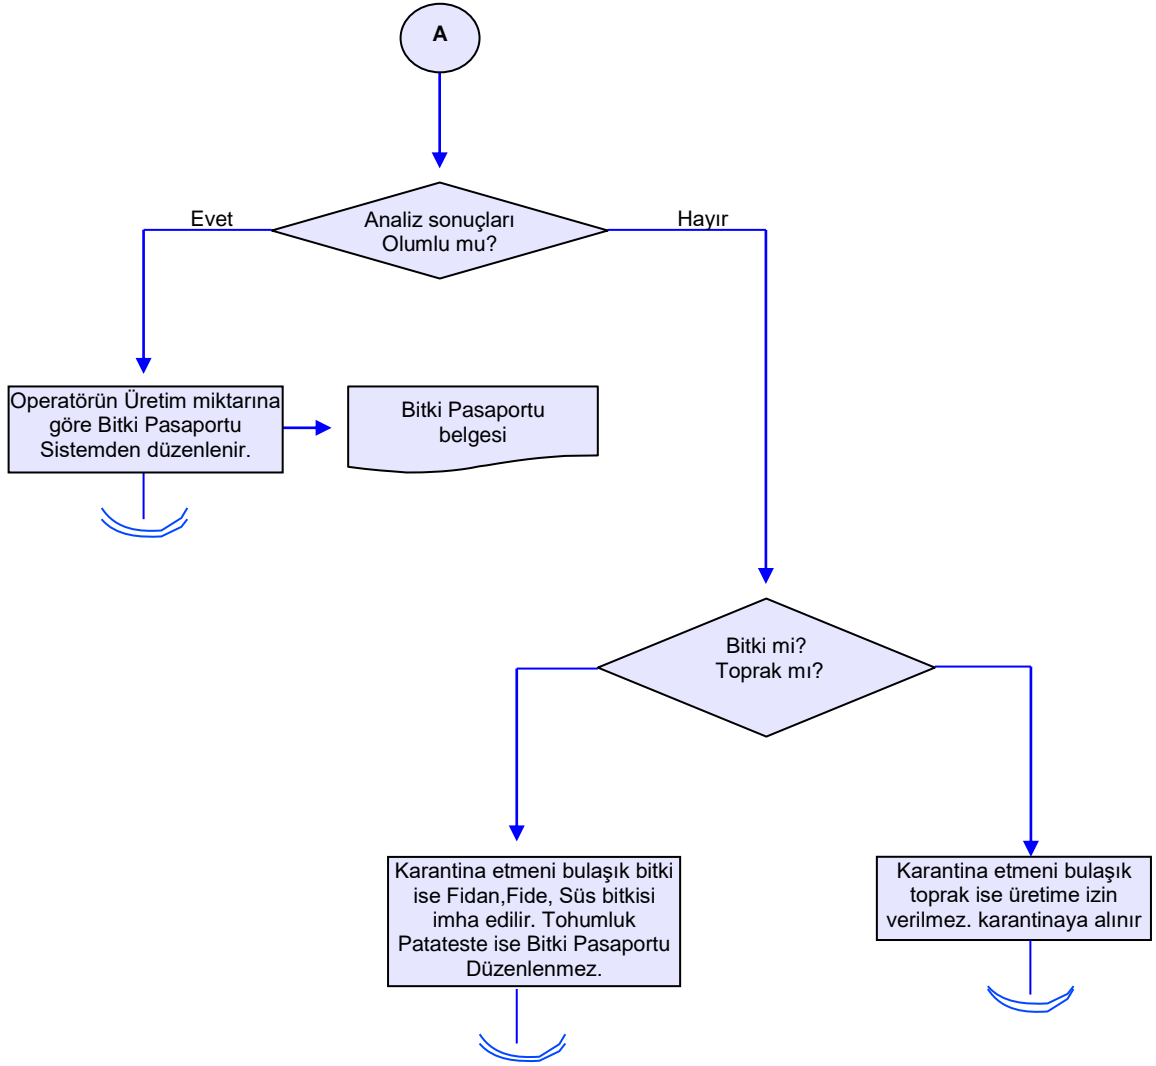 A
Analiz sonuçları
Olumlu mu?
Evet
Hayır
Operatörün Üretim miktarına
göre Bitki Pasaportu
Sistemden düzenlenir.
Bitki Pasaportu
belgesi
Bitki mi?
Toprak mı?
Karantina etmeni bulaşık bitki
ise Fidan,Fide, Süs bitkisi
imha edilir. Tohumluk
Patateste ise Bitki Pasaportu
Düzenlenmez.
Karantina etmeni bulaşık
toprak ise üretime izin
verilmez. karantinaya alınır